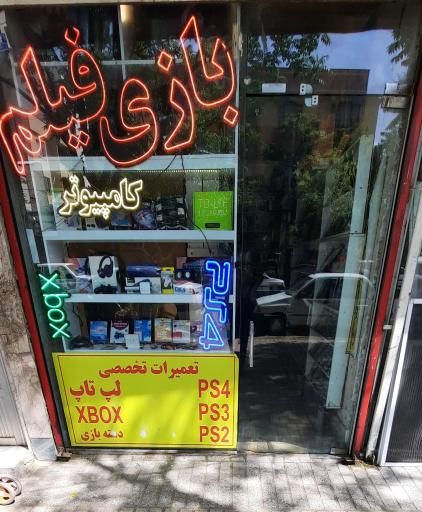 بازی فیلم
کامپیوتر
xbox
PS4
تعمیرات تخصصی
PS4 لپ تاپ
PS3 XBOX
PS2 دسته بازی